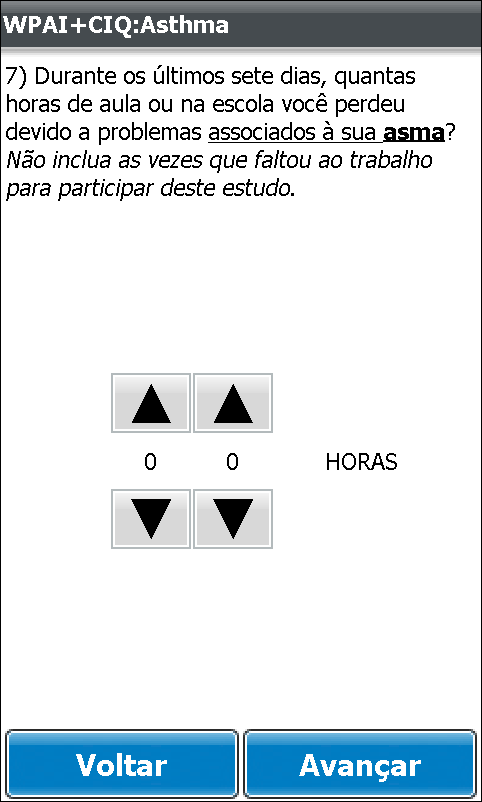 WPAI+CIQ:Asthma
7) Durante os últimos sete dias, quantas
horas de aula ou na escola você perdeu
devido a problemas associados à sua asma?
Não inclua as vezes que faltou ao trabalho
para participar deste estudo.
0 0 HORAS
Voltar Avançar